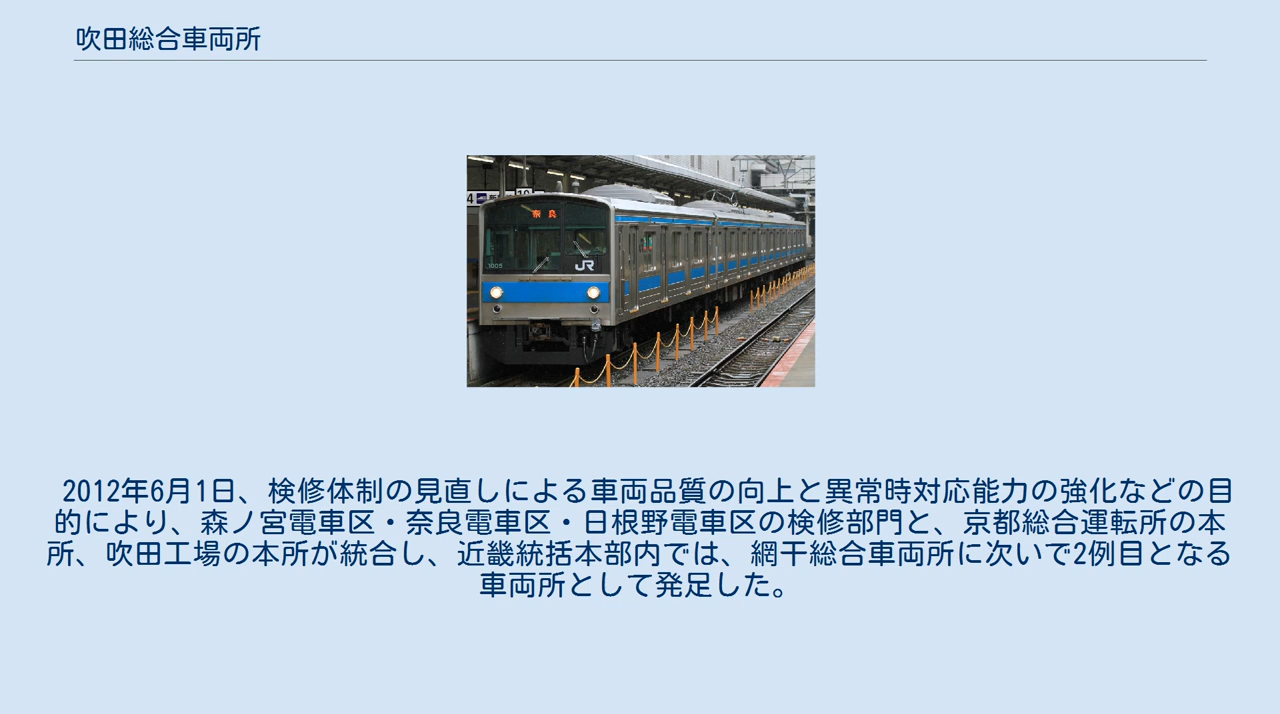 吹田総合車両所
奈良
1005
JR
2012年6月1日、検修体制の見直しによる車両品質の向上と異常時対応能力の強化などの目
的により、森ノ宮電車区・奈良電車区・日根野電車区の検修部門と、京都総合運転所の本
所、吹田工場の本所が統合し、近畿統括本部内では、網干総合車両所に次いで2例目となる
車両所として発足した。